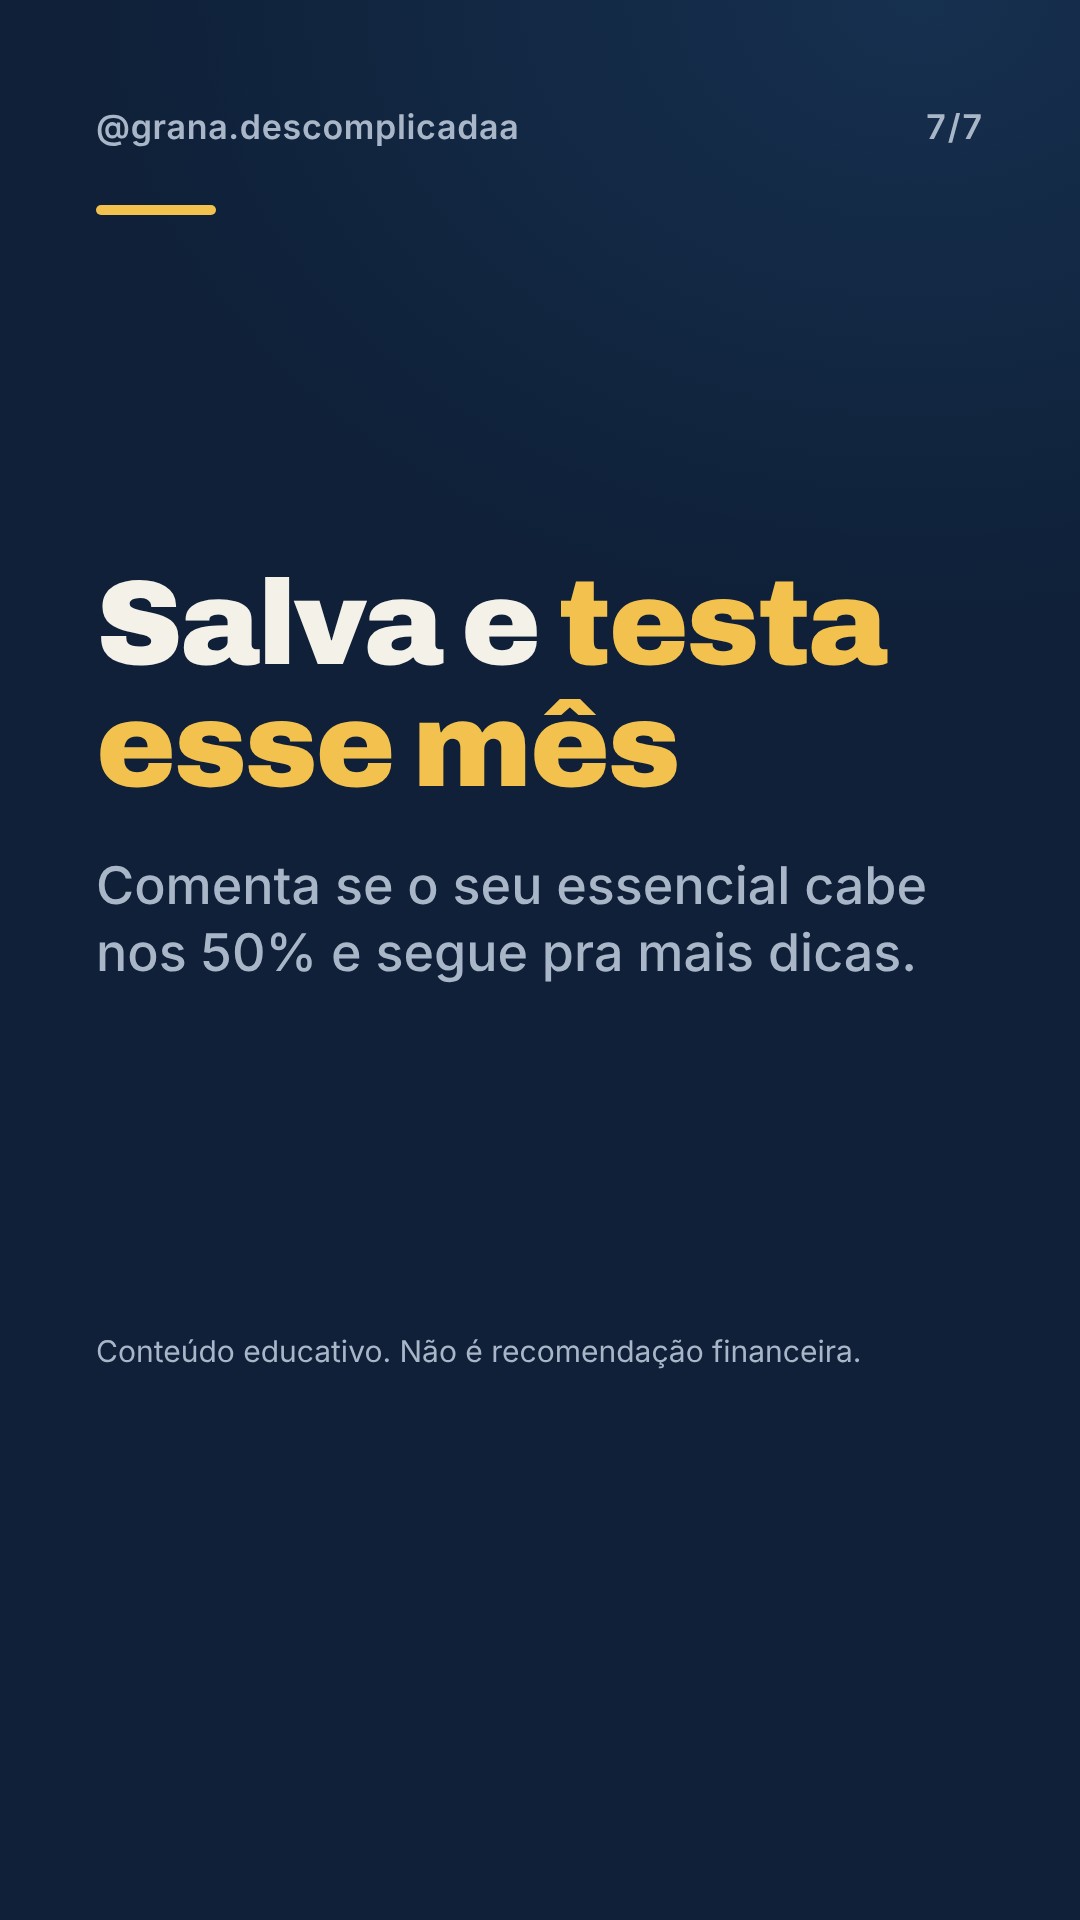 @grana.descomplicadaa
7/7
Salva e testa
esse mês
Comenta se o seu essencial cabe
nos 50% e segue pra mais dicas.
Conteúdo educativo. Não é recomendação financeira.